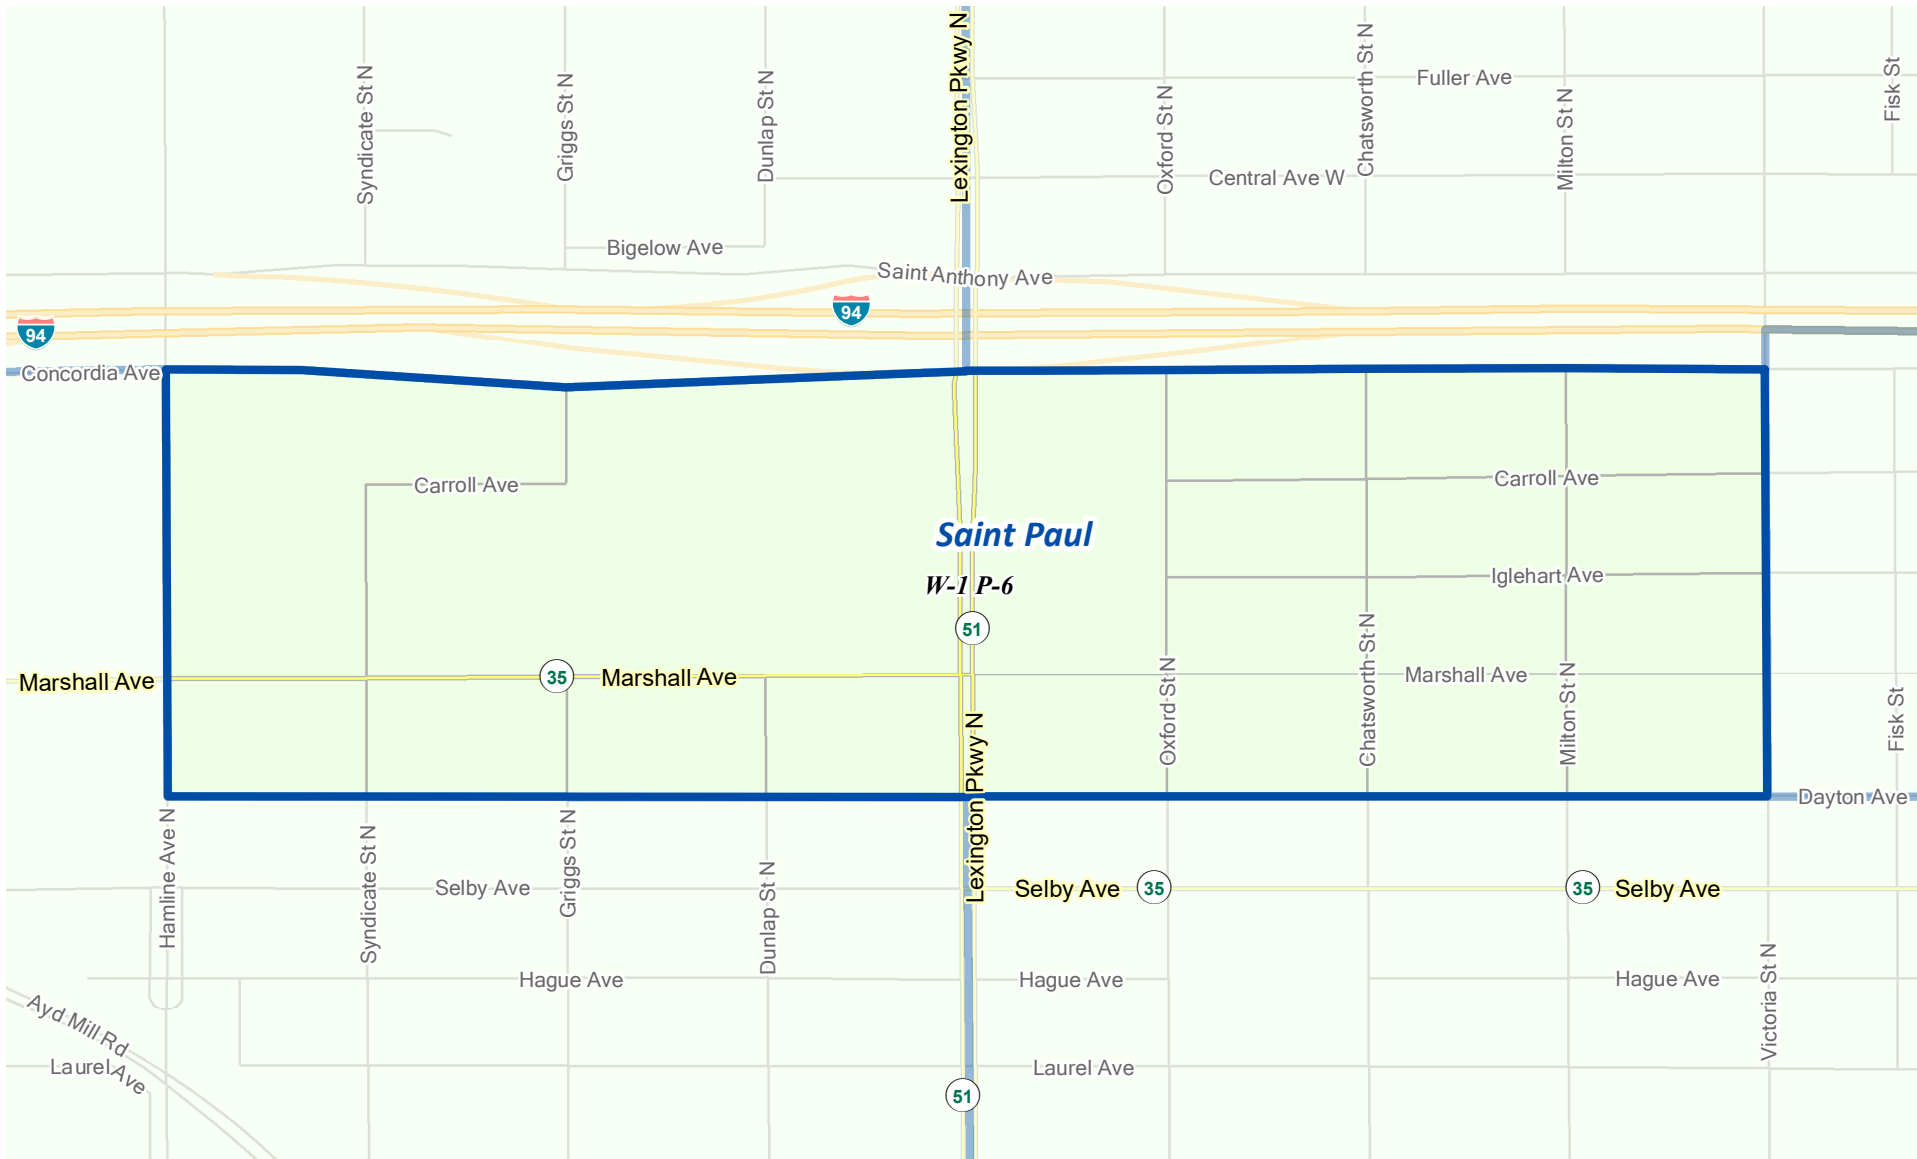 Lexington Pkwy N
Chatsworth St N
Fisk St
Syndicate St N
Griggs St N
Dunlap St N
Fuller Ave
Oxford St N
Milton St N
Central Ave W
Bigelow Ave
Saint Anthony Ave
94
94
Concordia Ave
Carroll Ave
Carroll Ave
Saint Paul
W-1 P-6
Iglehart Ave
51
Marshall Ave
35
Marshall Ave
Marshall Ave
Oxford St N
Chatsworth St N
Milton St N
Fisk St
Lexington Pkwy N
Dayton Ave
Hamline Ave N
Syndicate St N
Griggs St N
Dunlap St N
Selby Ave
Selby Ave
35
35
Selby Ave
Hague Ave
Hague Ave
Hague Ave
Victoria St N
Ayd Mill Rd
Laurel Ave
Laurel Ave
51